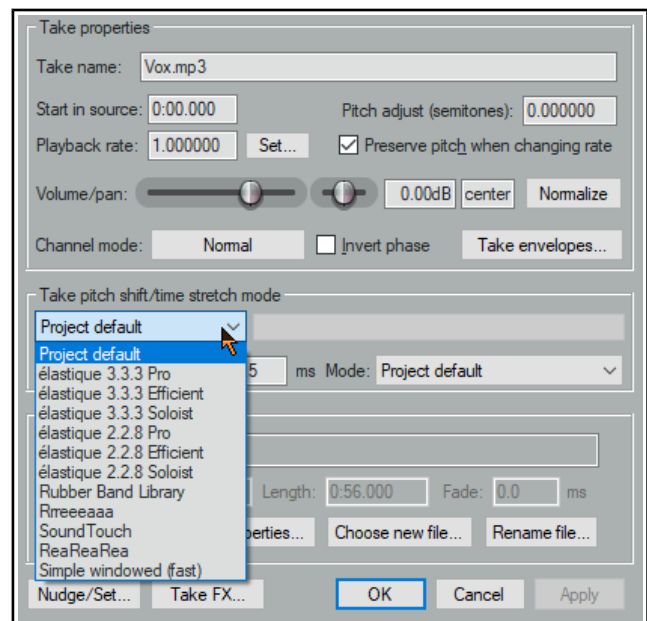 Take properties
Take name: Vox.mp3
Start in source: 0:00.000 Pitch adjust (semitones): 0.000000
Playback rate: 1.000000 Set... Preserve pitch when changing rate
Volume/pan: 0.00dB center Normalize
Channel mode: Normal Invert phase Take envelopes...
Take pitch shift/time stretch mode
Project default
Project default
élastique 3.3.3 Pro
5 ms Mode: Project default
élastique 3.3.3 Efficient
élastique 3.3.3 Soloist
élastique 2.2.8 Pro
élastique 2.2.8 Efficient
élastique 2.2.8 Soloist
Rubber Band Library
Length: 0:56.000 Fade: 0.0 ms
Rrreeeaaa
SoundTouch
Choose new file... Rename file...
ReaReaRea
Simple windowed (fast)
Nudge/Set... Take FX... OK Cancel Apply